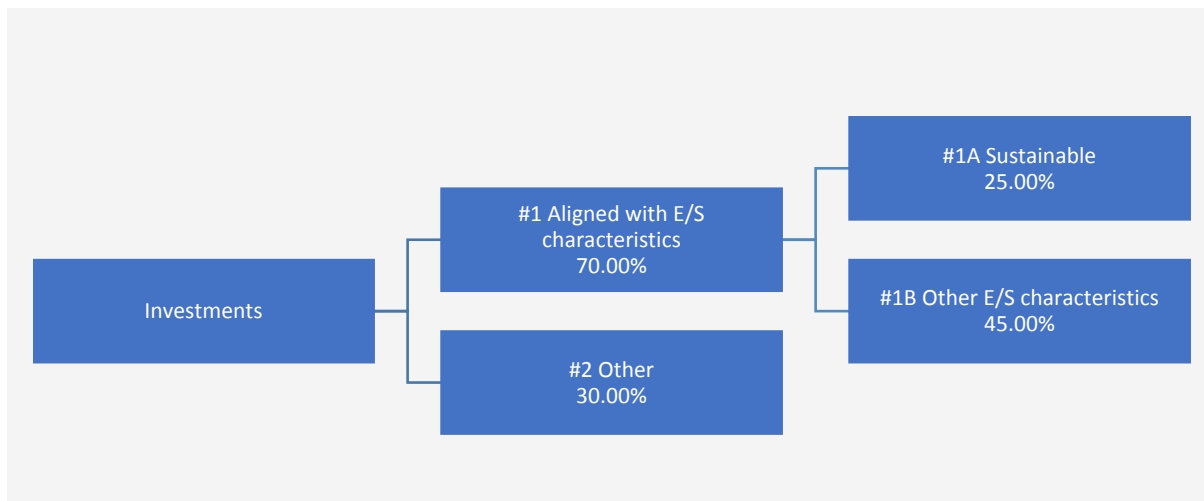 Investments
#1 Aligned with E/S
characteristics
70.00%
#2 Other
30.00%
#1A Sustainable
25.00%
#1B Other E/S characteristics
45.00%